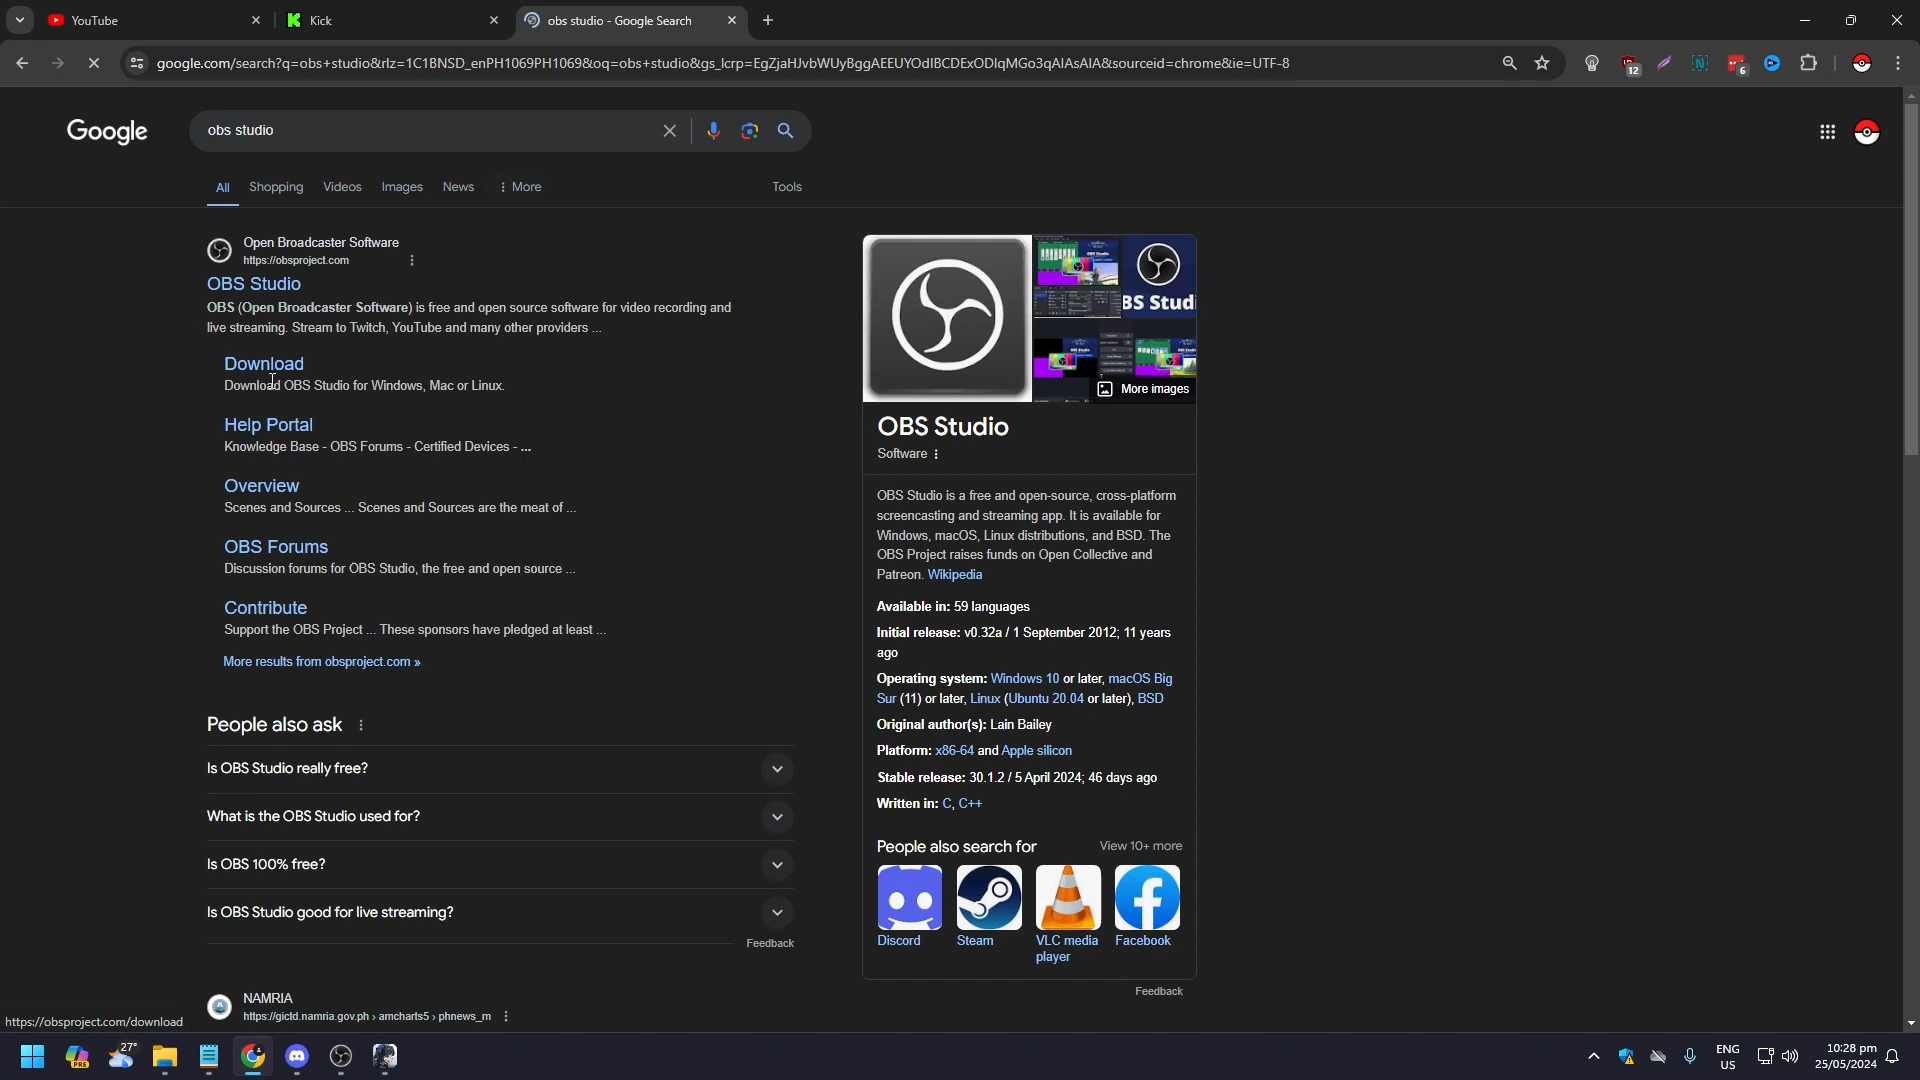 YouTube
Kick
obs studio - Google Search
google.com/search?q=obs+studio&rlz=1C1BNSD_enPH1069PH1069&oq=obs+studio&gs_lcrp=EgZjaHJvbWUyBggAEEUYOdIBCDExODlqMGo3qAIAsAIA&sourceid=chrome&ie=UTF-8
12
6
Google
obs studio
All
Shopping
Videos
Images
News
More
Tools
Open Broadcaster Software
https://obsproject.com
OBS Studio
OBS (Open Broadcaster Software) is free and open source software for video recording and
live streaming. Stream to Twitch, YouTube and many other providers ...
Download
Download OBS Studio for Windows, Mac or Linux.
Help Portal
Knowledge Base - OBS Forums - Certified Devices - ...
Overview
Scenes and Sources ... Scenes and Sources are the meat of ...
OBS Forums
Discussion forums for OBS Studio, the free and open source ...
Contribute
Support the OBS Project ... These sponsors have pledged at least ...
More results from obsproject.com »
People also ask
Is OBS Studio really free?
What is the OBS Studio used for?
Is OBS 100% free?
Is OBS Studio good for live streaming?
Feedback
NAMRIA
https://gictd.namria.gov.ph › amcharts5 › phnews_m
BS Studi
More images
OBS Studio
Software
OBS Studio is a free and open-source, cross-platform
screencasting and streaming app. It is available for
Windows, macOS, Linux distributions, and BSD. The
OBS Project raises funds on Open Collective and
Patreon. Wikipedia
Available in: 59 languages
Initial release: v0.32a / 1 September 2012; 11 years
ago
Operating system: Windows 10 or later, macOS Big
Sur (11) or later, Linux (Ubuntu 20.04 or later), BSD
Original author(s): Lain Bailey
Platform: x86-64 and Apple silicon
Stable release: 30.1.2 / 5 April 2024; 46 days ago
Written in: C, C++
People also search for
View 10+ more
Discord
Steam
VLC media
player
Facebook
Feedback
https://obsproject.com/download
PRE
27°
ENG
US
10:28 pm
25/05/2024